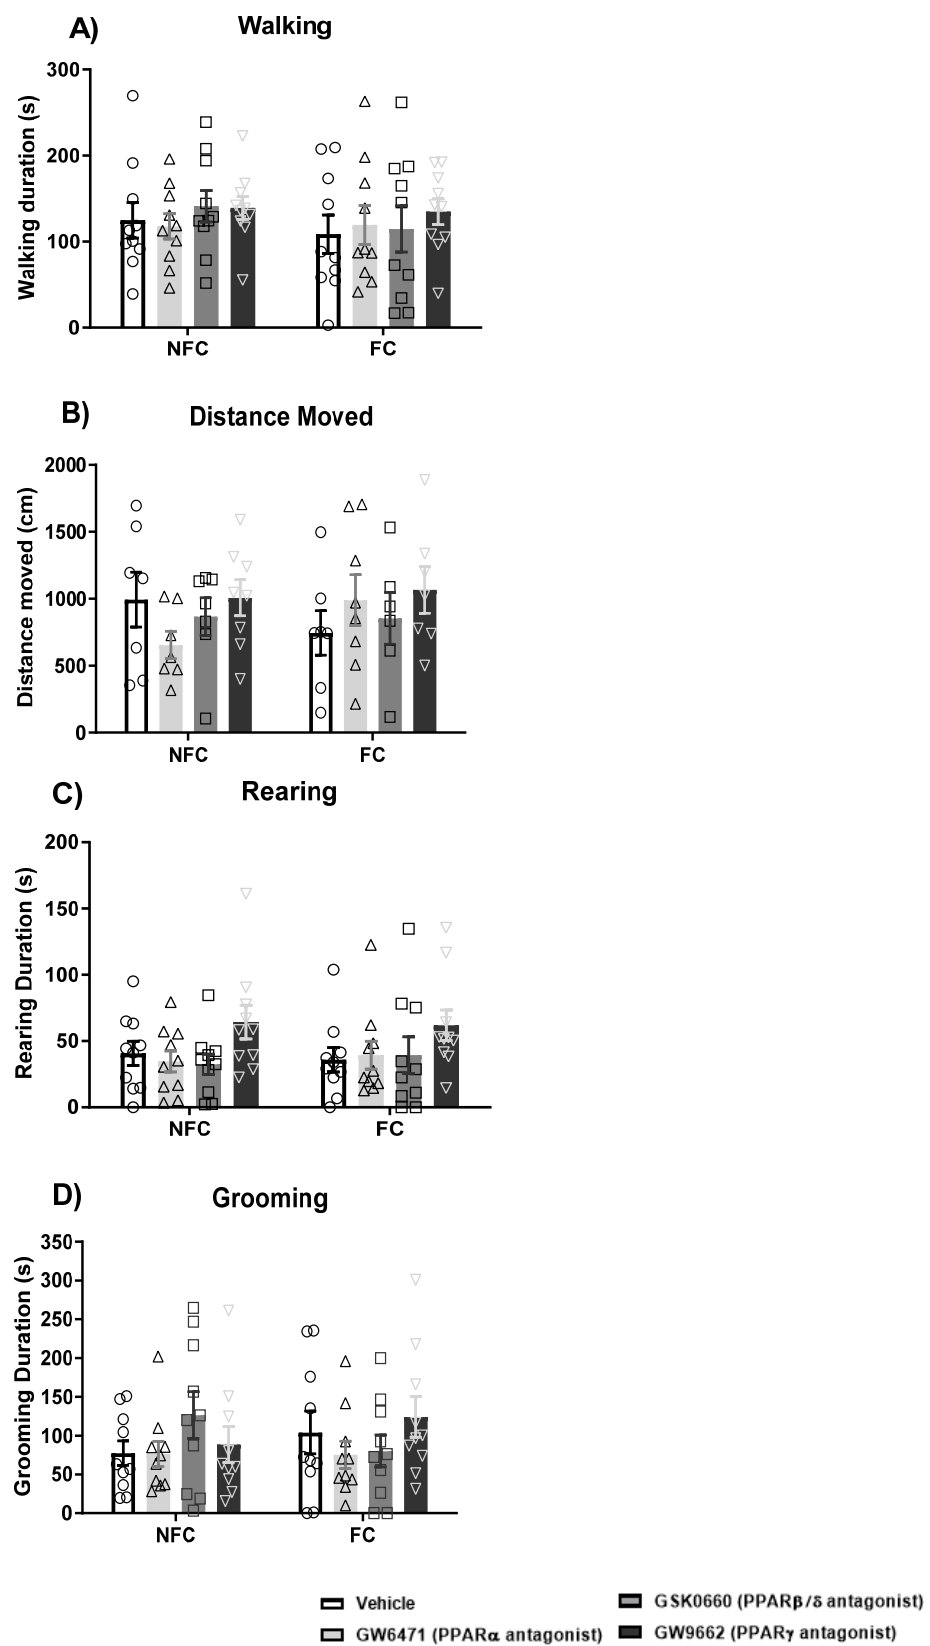 A) Walking
Walking duration (s)
300
200
100
0
NFC FC
B) Distance Moved
Distance moved (cm)
2000
1500
1000
500
0
NFC FC
C) Rearing
Rearing Duration (s)
200
150
100
50
0
NFC FC
D) Grooming
Grooming Duration (s)
350
300
250
200
150
100
50
0
NFC FC
Vehicle
GW6471 (PPARα antagonist)
GSK0660 (PPARβ/δ antagonist)
GW9662 (PPARγ antagonist)